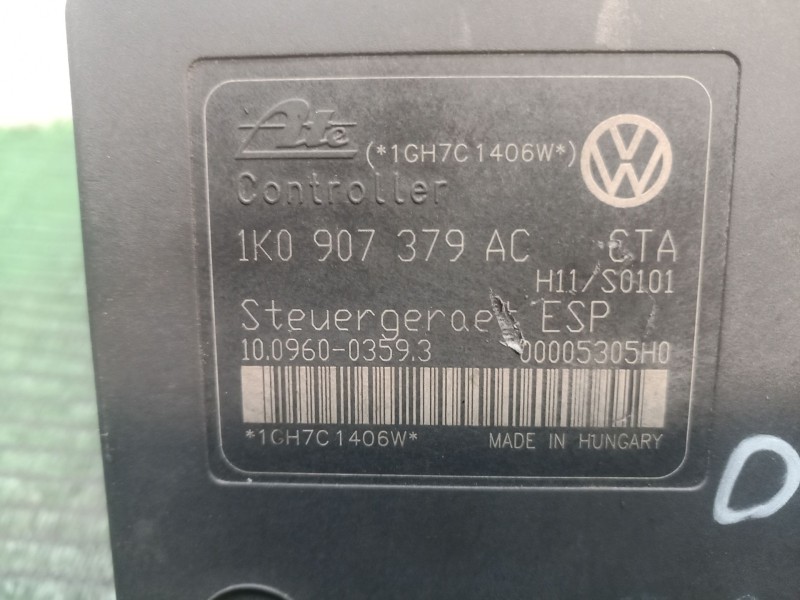 Ate
(*1GH7C1406W*)
Controller
1K0 907 379 AC CTA
H11/S0101
Steuergeraet ESP
10.0960-0359.3 00005305H0
*1GH7C1406W* MADE IN HUNGARY